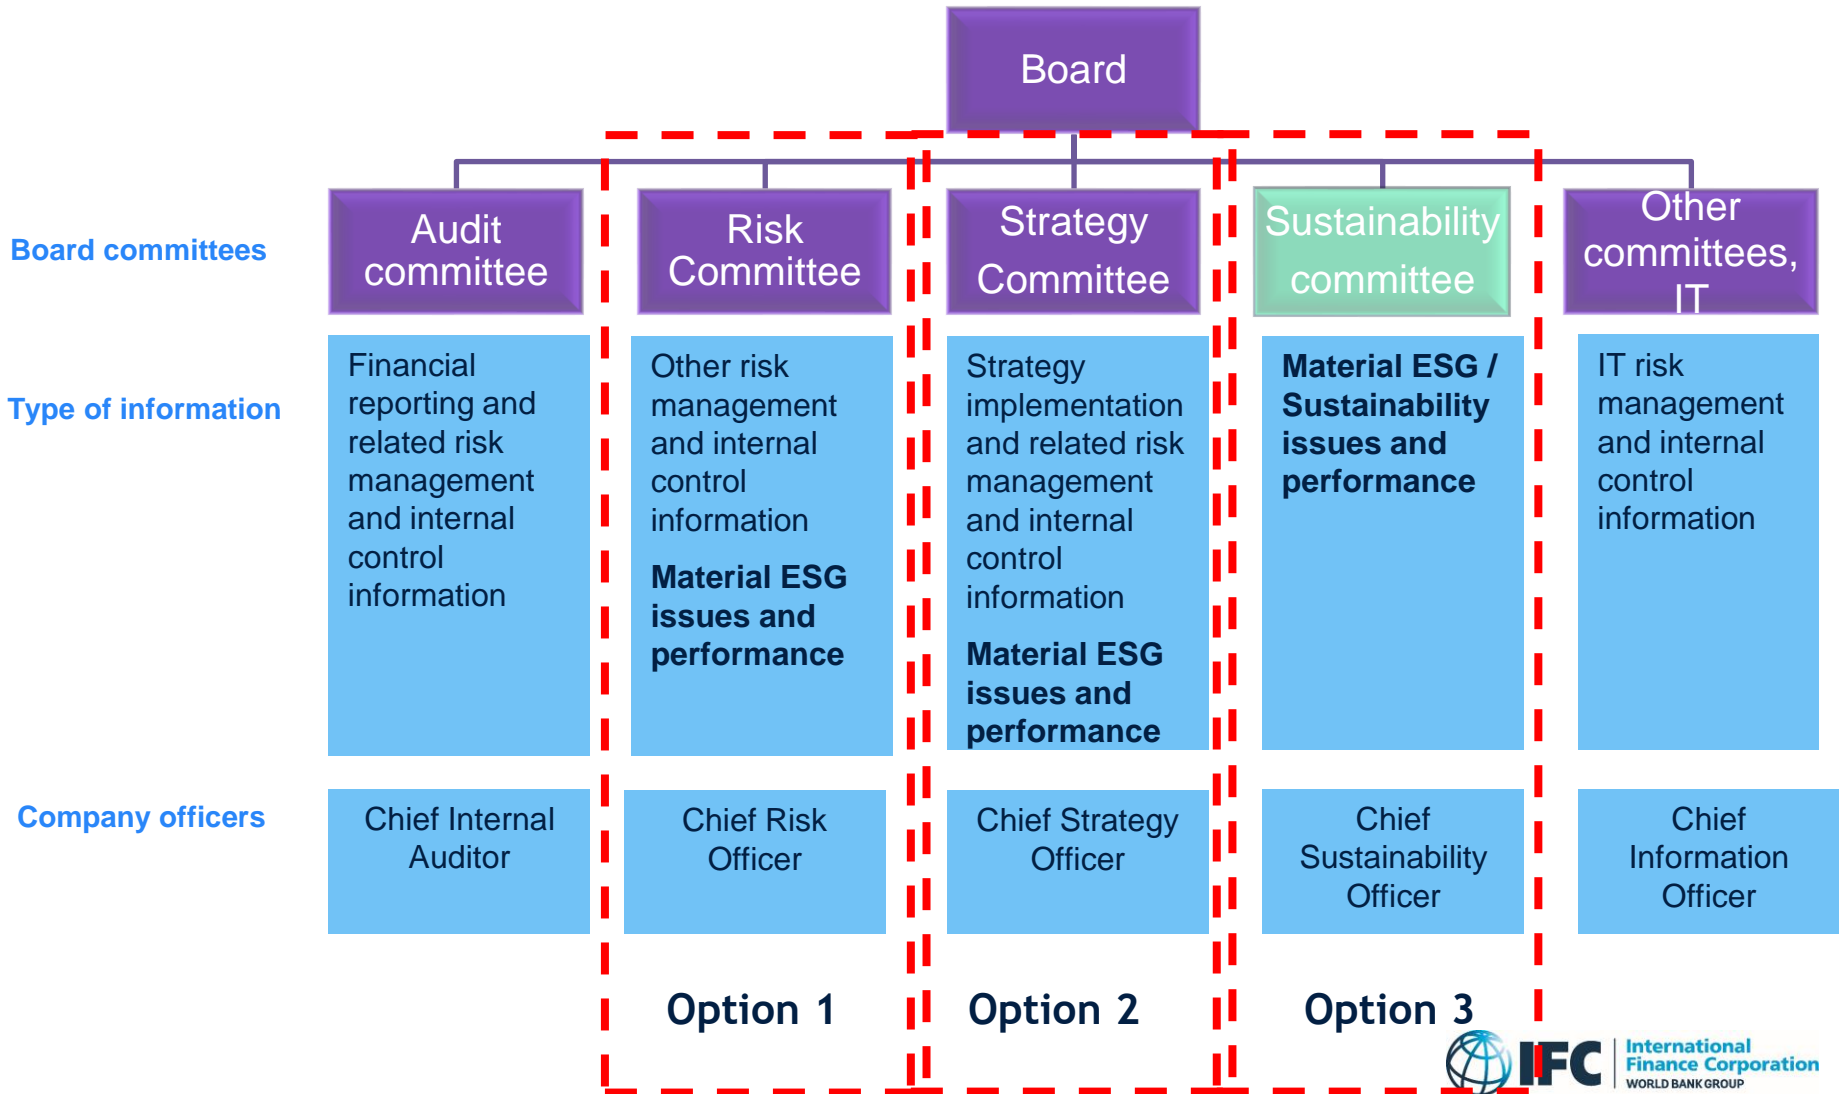 Board
Board committees
Audit
committee
Risk
Committee
Strategy
Committee
Sustainability
committee
Other
committees,
IT
Type of information
Financial
reporting and
related risk
management
and internal
control
information
Other risk
management
and internal
control
information
Material ESG
issues and
performance
Strategy
implementation
and related risk
management
and internal
control
information
Material ESG
issues and
performance
Material ESG /
Sustainability
issues and
performance
IT risk
management
and internal
control
information
Company officers
Chief Internal
Auditor
Chief Risk
Officer
Chief Strategy
Officer
Chief
Sustainability
Officer
Chief
Information
Officer
Option 1
Option 2
Option 3
IFC
International
Finance Corporation
WORLD BANK GROUP